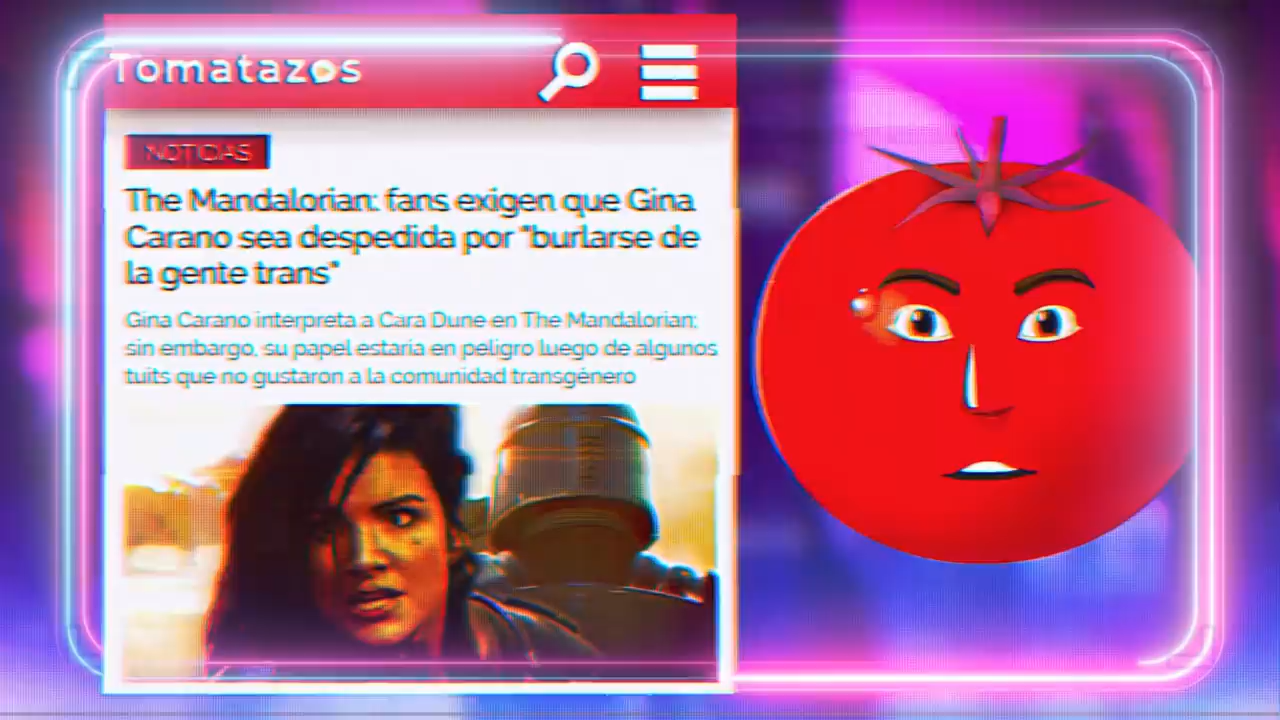 Tomatazos
NOTICIAS
The Mandalorian: fans exigen que Gina
Carano sea despedida por "burlarse de
la gente trans"
Gina Carano interpreta a Cara Dune en The Mandalorian;
sin embargo, su papel estaría en peligro luego de algunos
tuits que no gustaron a la comunidad transgénero